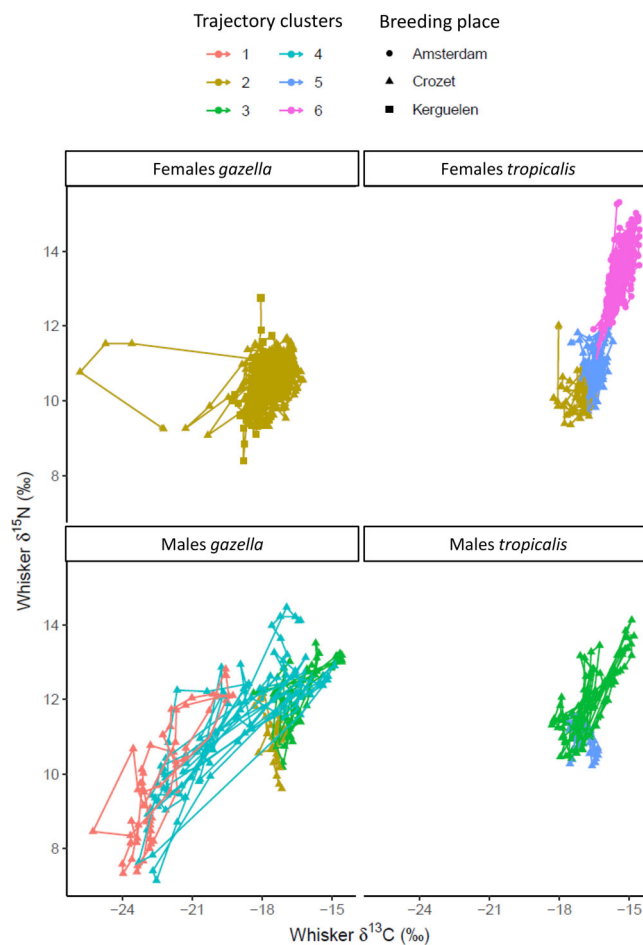 Trajectory clusters Breeding place
1 4 Amsterdam
2 5 Crozet
3 6 Kerguelen
Females gazella Females tropicalis
14
12
10
8
Whisker δ15N (‰)
Males gazella Males tropicalis
14
12
10
8
−24 −21 −18 −15 −24 −21 −18 −15
Whisker δ13C (‰)